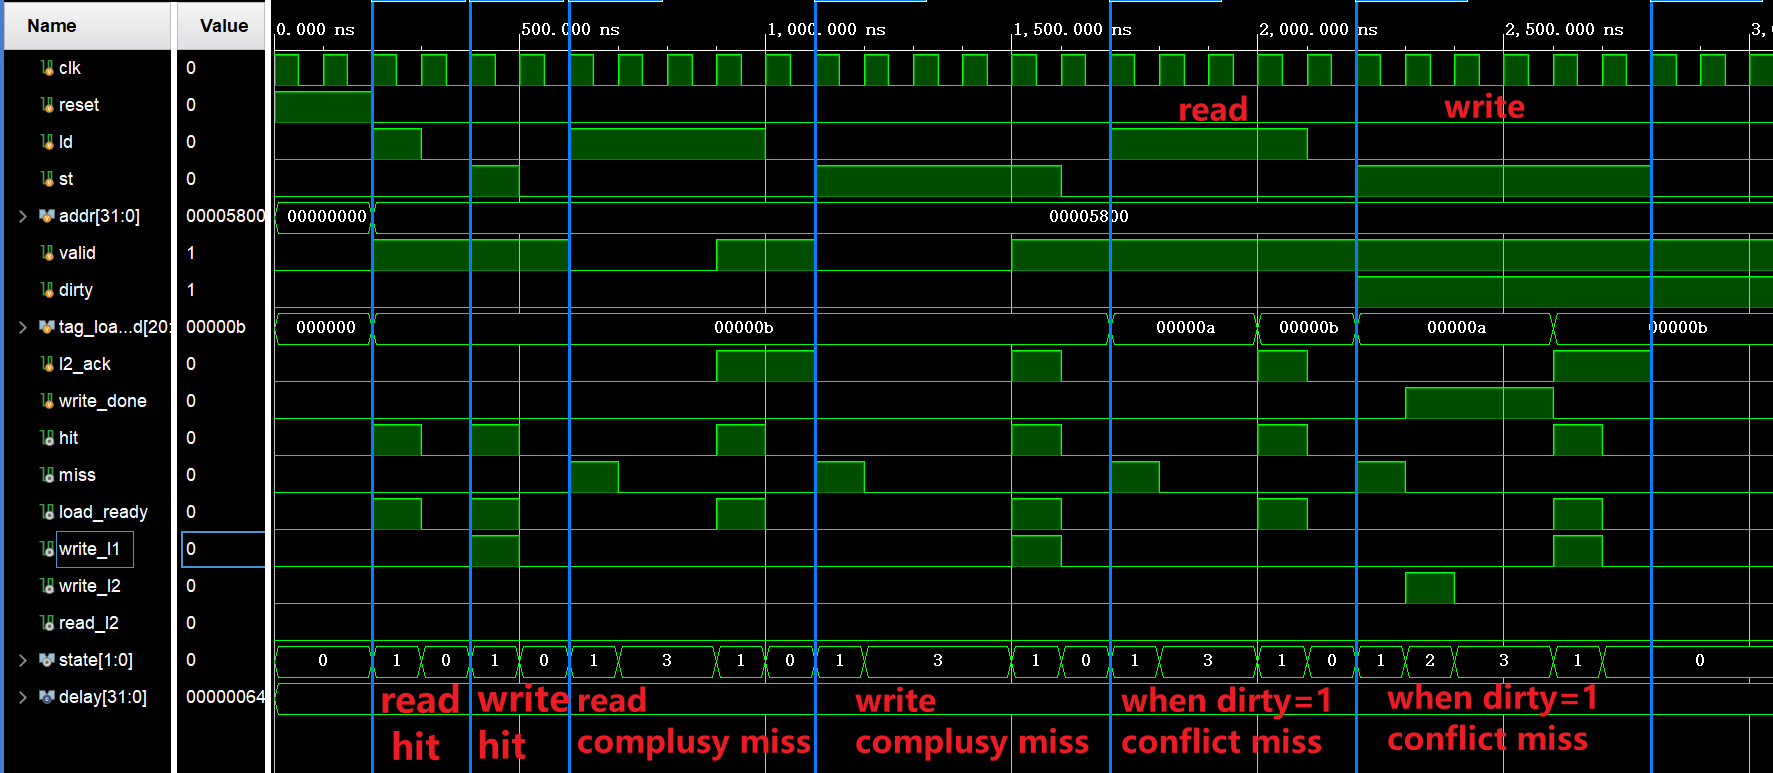 Name Value
0.000 ns 500.000 ns 1,000.000 ns 1,500.000 ns 2,000.000 ns 2,500.000 ns 3,
clk 0
reset 0 read write
ld 0
st 0
addr[31:0] 00005800 00000000 00005800
valid 1
dirty 1
tag_loa...d[20: 00000b 000000 00000b 00000a 00000b 00000a 00000b
l2_ack 0
write_done 0
hit 0
miss 0
load_ready 0
write_l1 0
write_l2 0
read_l2 0
state[1:0] 0 0 1 0 1 0 1 3 1 0 1 3 1 0 1 3 1 0 1 2 3 1 0
delay[31:0] 00000064
read write read write when dirty=1 when dirty=1
hit hit complusy miss complusy miss conflict miss conflict miss